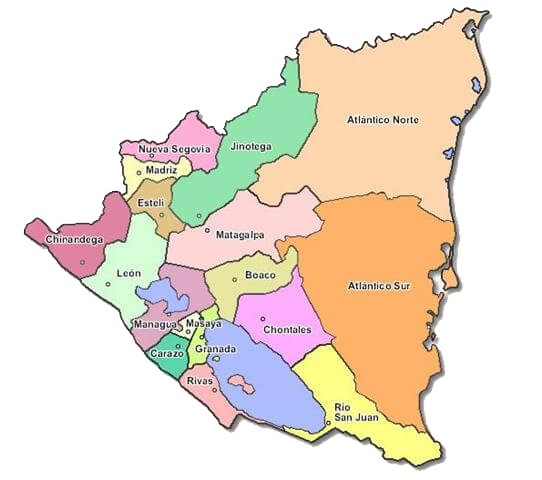 Atlántico Norte
Nueva Segovia
Jinotega
Madriz
Estelí
Chinandega
Matagalpa
León
Boaco
Atlántico Sur
Managua
Masaya
Chontales
Carazo
Granada
Rivas
Río
San Juan